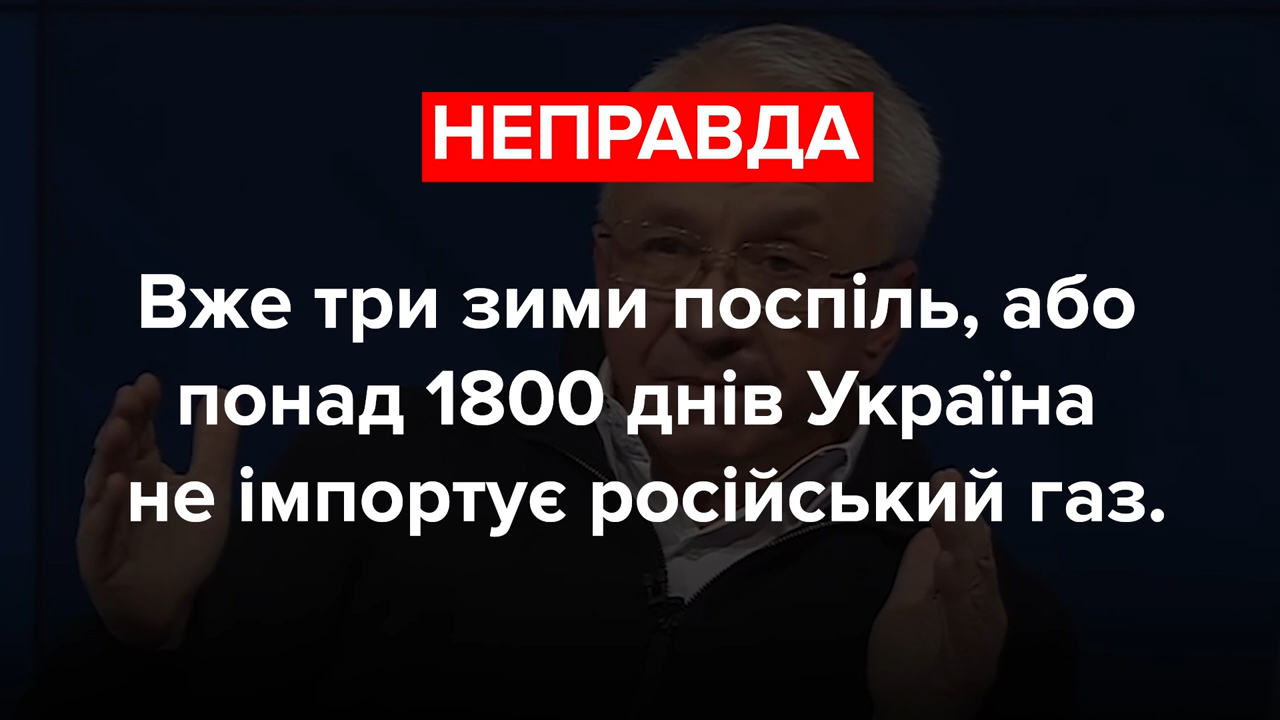 НЕПРАВДА
Вже три зими поспіль, або
понад 1800 днів Україна
не імпортує російський газ.